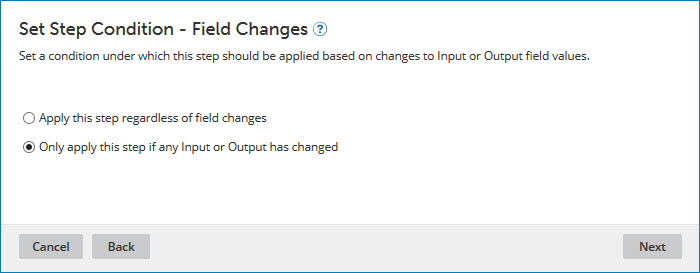 Set Step Condition - Field Changes ?
Set a condition under which this step should be applied based on changes to Input or Output field values.
Apply this step regardless of field changes
Only apply this step if any Input or Output has changed
Cancel Back Next